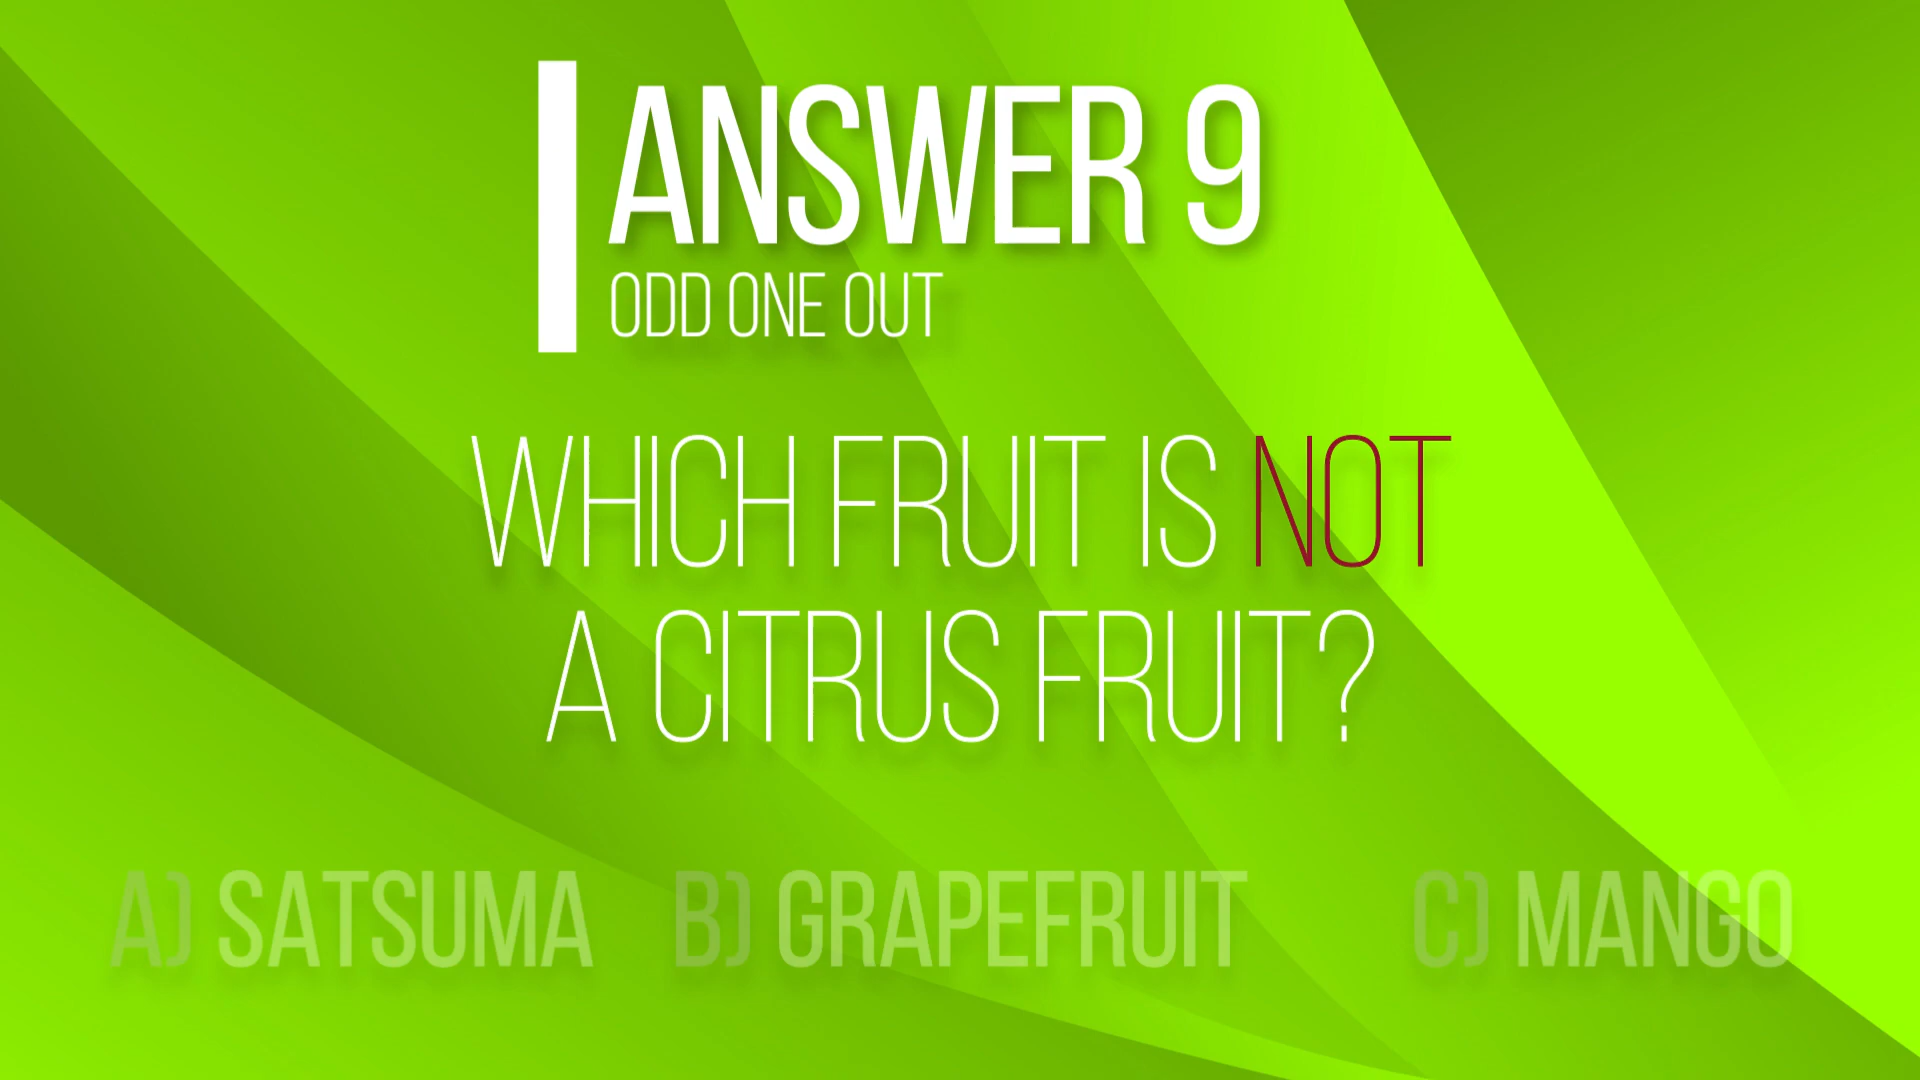 ANSWER 9
ODD ONE OUT
WHICH FRUIT IS NOT
A CITRUS FRUIT?
A) SATSUMA B) GRAPEFRUIT C) MANGO